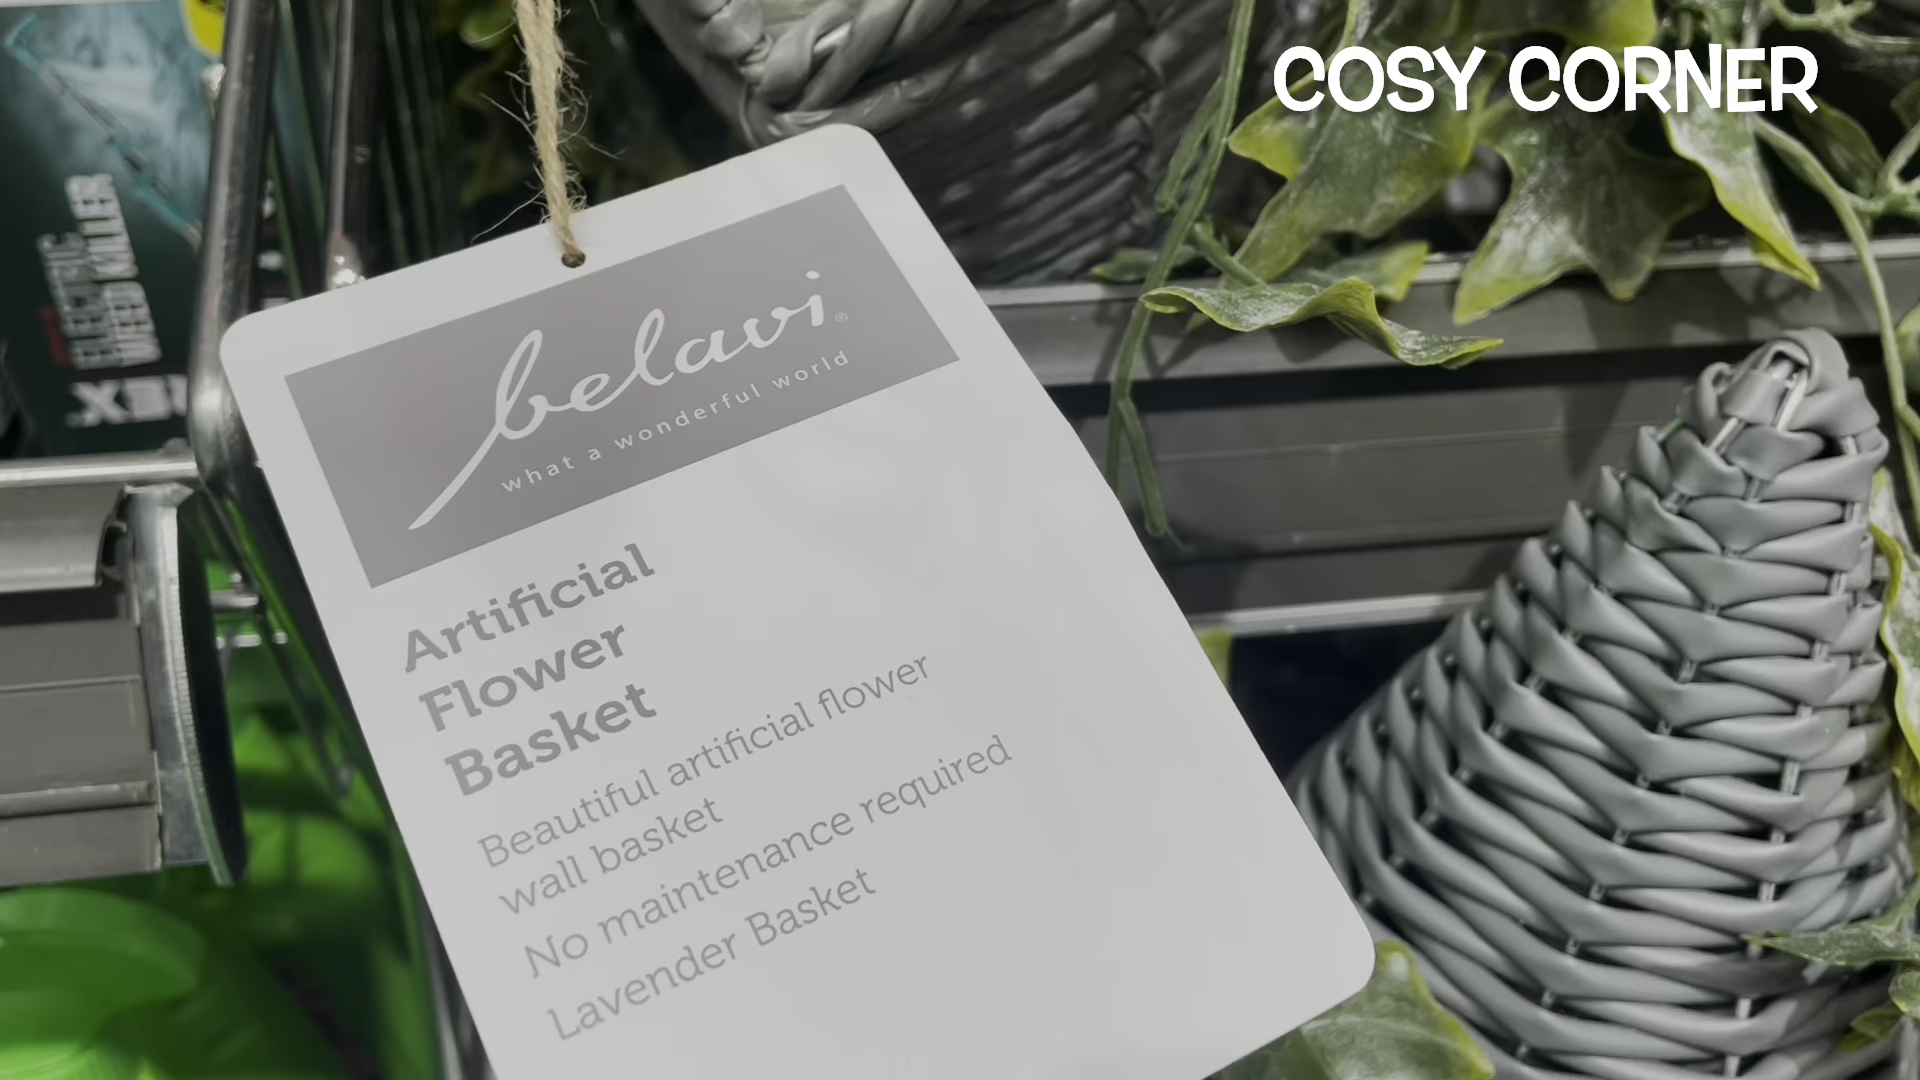 COSY CORNER
ELECTRIC
WEED KILLER
belavi®
what a wonderful world
Artificial
Flower
Basket
Beautiful artificial flower
wall basket
No maintenance required
Lavender Basket